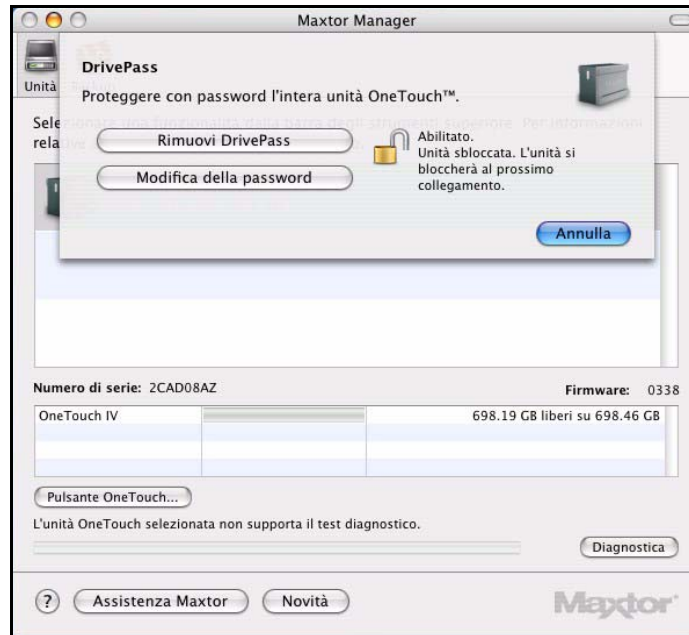 Maxtor Manager
DrivePass
Unità
Proteggere con password l'intera unità OneTouch™.
Rimuovi DrivePass
Modifica della password
Abilitato.
Unità sbloccata. L'unità si
bloccherà al prossimo
collegamento.
Annulla
Numero di serie: 2CAD08AZ
Firmware: 0338
OneTouch IV
698.19 GB liberi su 698.46 GB
Pulsante OneTouch...
L'unità OneTouch selezionata non supporta il test diagnostico.
Diagnostica
?
Assistenza Maxtor
Novità
Maxtor